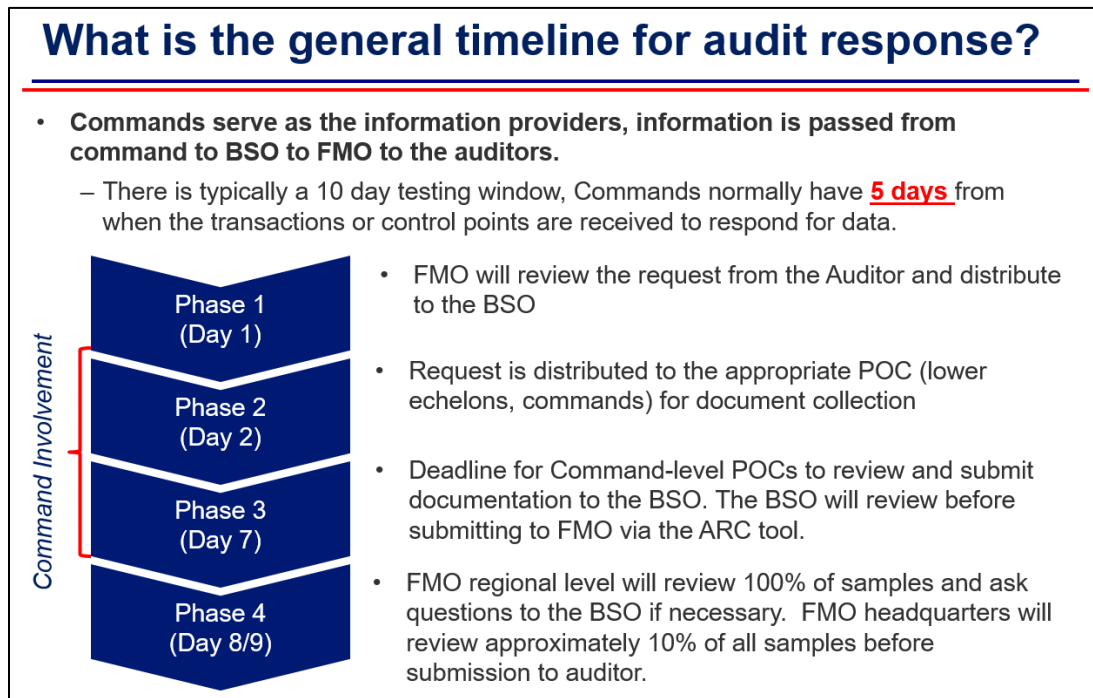 What is the general timeline for audit response?
• Commands serve as the information providers, information is passed from
command to BSO to FMO to the auditors.
– There is typically a 10 day testing window, Commands normally have 5 days from
when the transactions or control points are received to respond for data.
Command Involvement
Phase 1
(Day 1)
• FMO will review the request from the Auditor and distribute
to the BSO
Phase 2
(Day 2)
• Request is distributed to the appropriate POC (lower
echelons, commands) for document collection
Phase 3
(Day 7)
• Deadline for Command-level POCs to review and submit
documentation to the BSO. The BSO will review before
submitting to FMO via the ARC tool.
Phase 4
(Day 8/9)
• FMO regional level will review 100% of samples and ask
questions to the BSO if necessary.  FMO headquarters will
review approximately 10% of all samples before
submission to auditor.